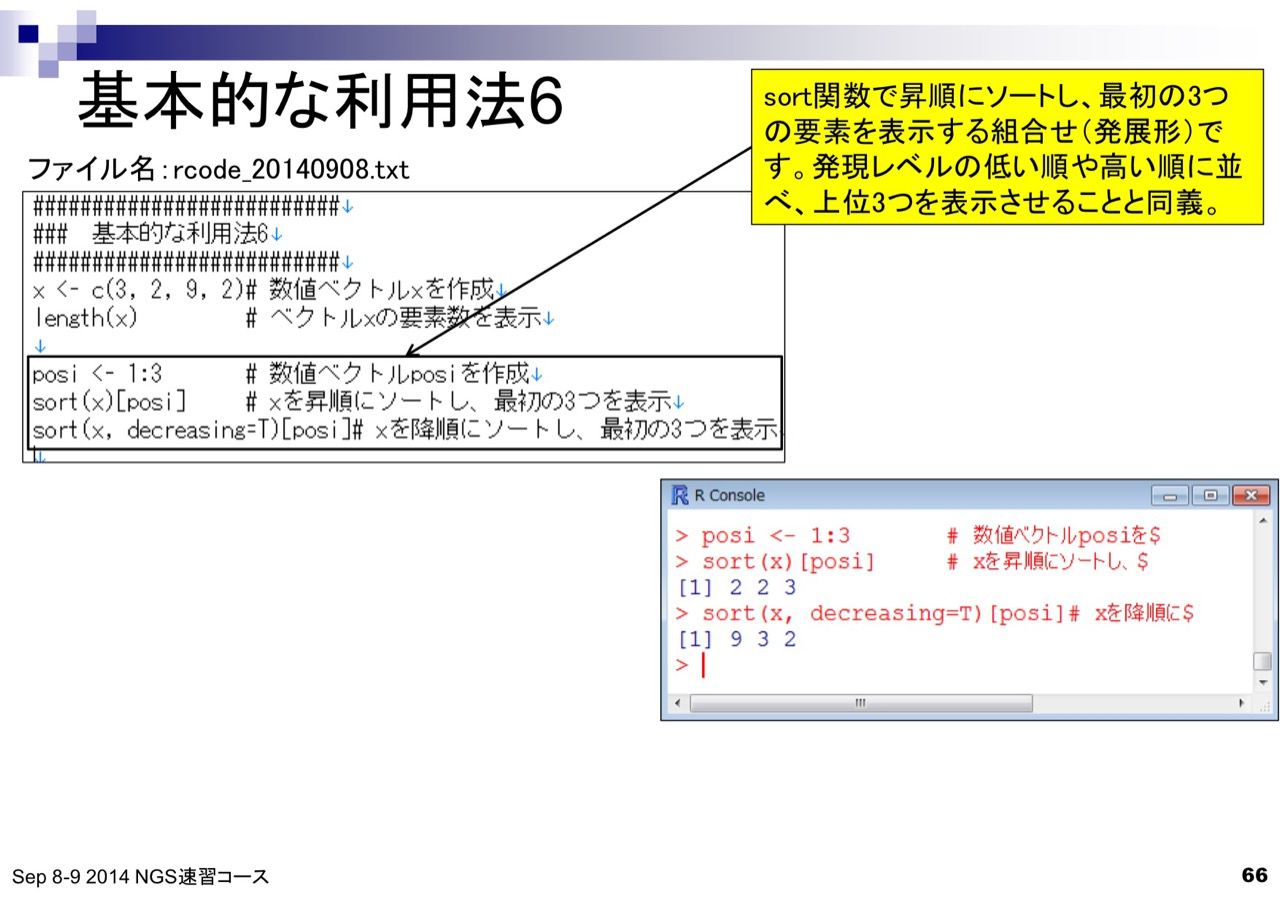 基本的な利用法6
sort関数で昇順にソートし、最初の3つ
の要素を表示する組合せ（発展形）で
す。発現レベルの低い順や高い順に並
べ、上位3つを表示させることと同義。
ファイル名：rcode_20140908.txt
##########################↓
###　基本的な利用法6↓
##########################↓
x <- c(3, 2, 9, 2)# 数値ベクトルxを作成↓
length(x)         # ベクトルxの要素数を表示↓
↓
posi <- 1:3       # 数値ベクトルposiを作成↓
sort(x)[posi]     # xを昇順にソートし、最初の3つを表示↓
sort(x, decreasing=T)[posi]# xを降順にソートし、最初の3つを表示
↓
R Console
> posi <- 1:3       # 数値ベクトルposiを$
> sort(x)[posi]     # xを昇順にソートし、$
[1] 2 2 3
> sort(x, decreasing=T)[posi]# xを降順に$
[1] 9 3 2
>
Sep 8-9 2014 NGS速習コース
66